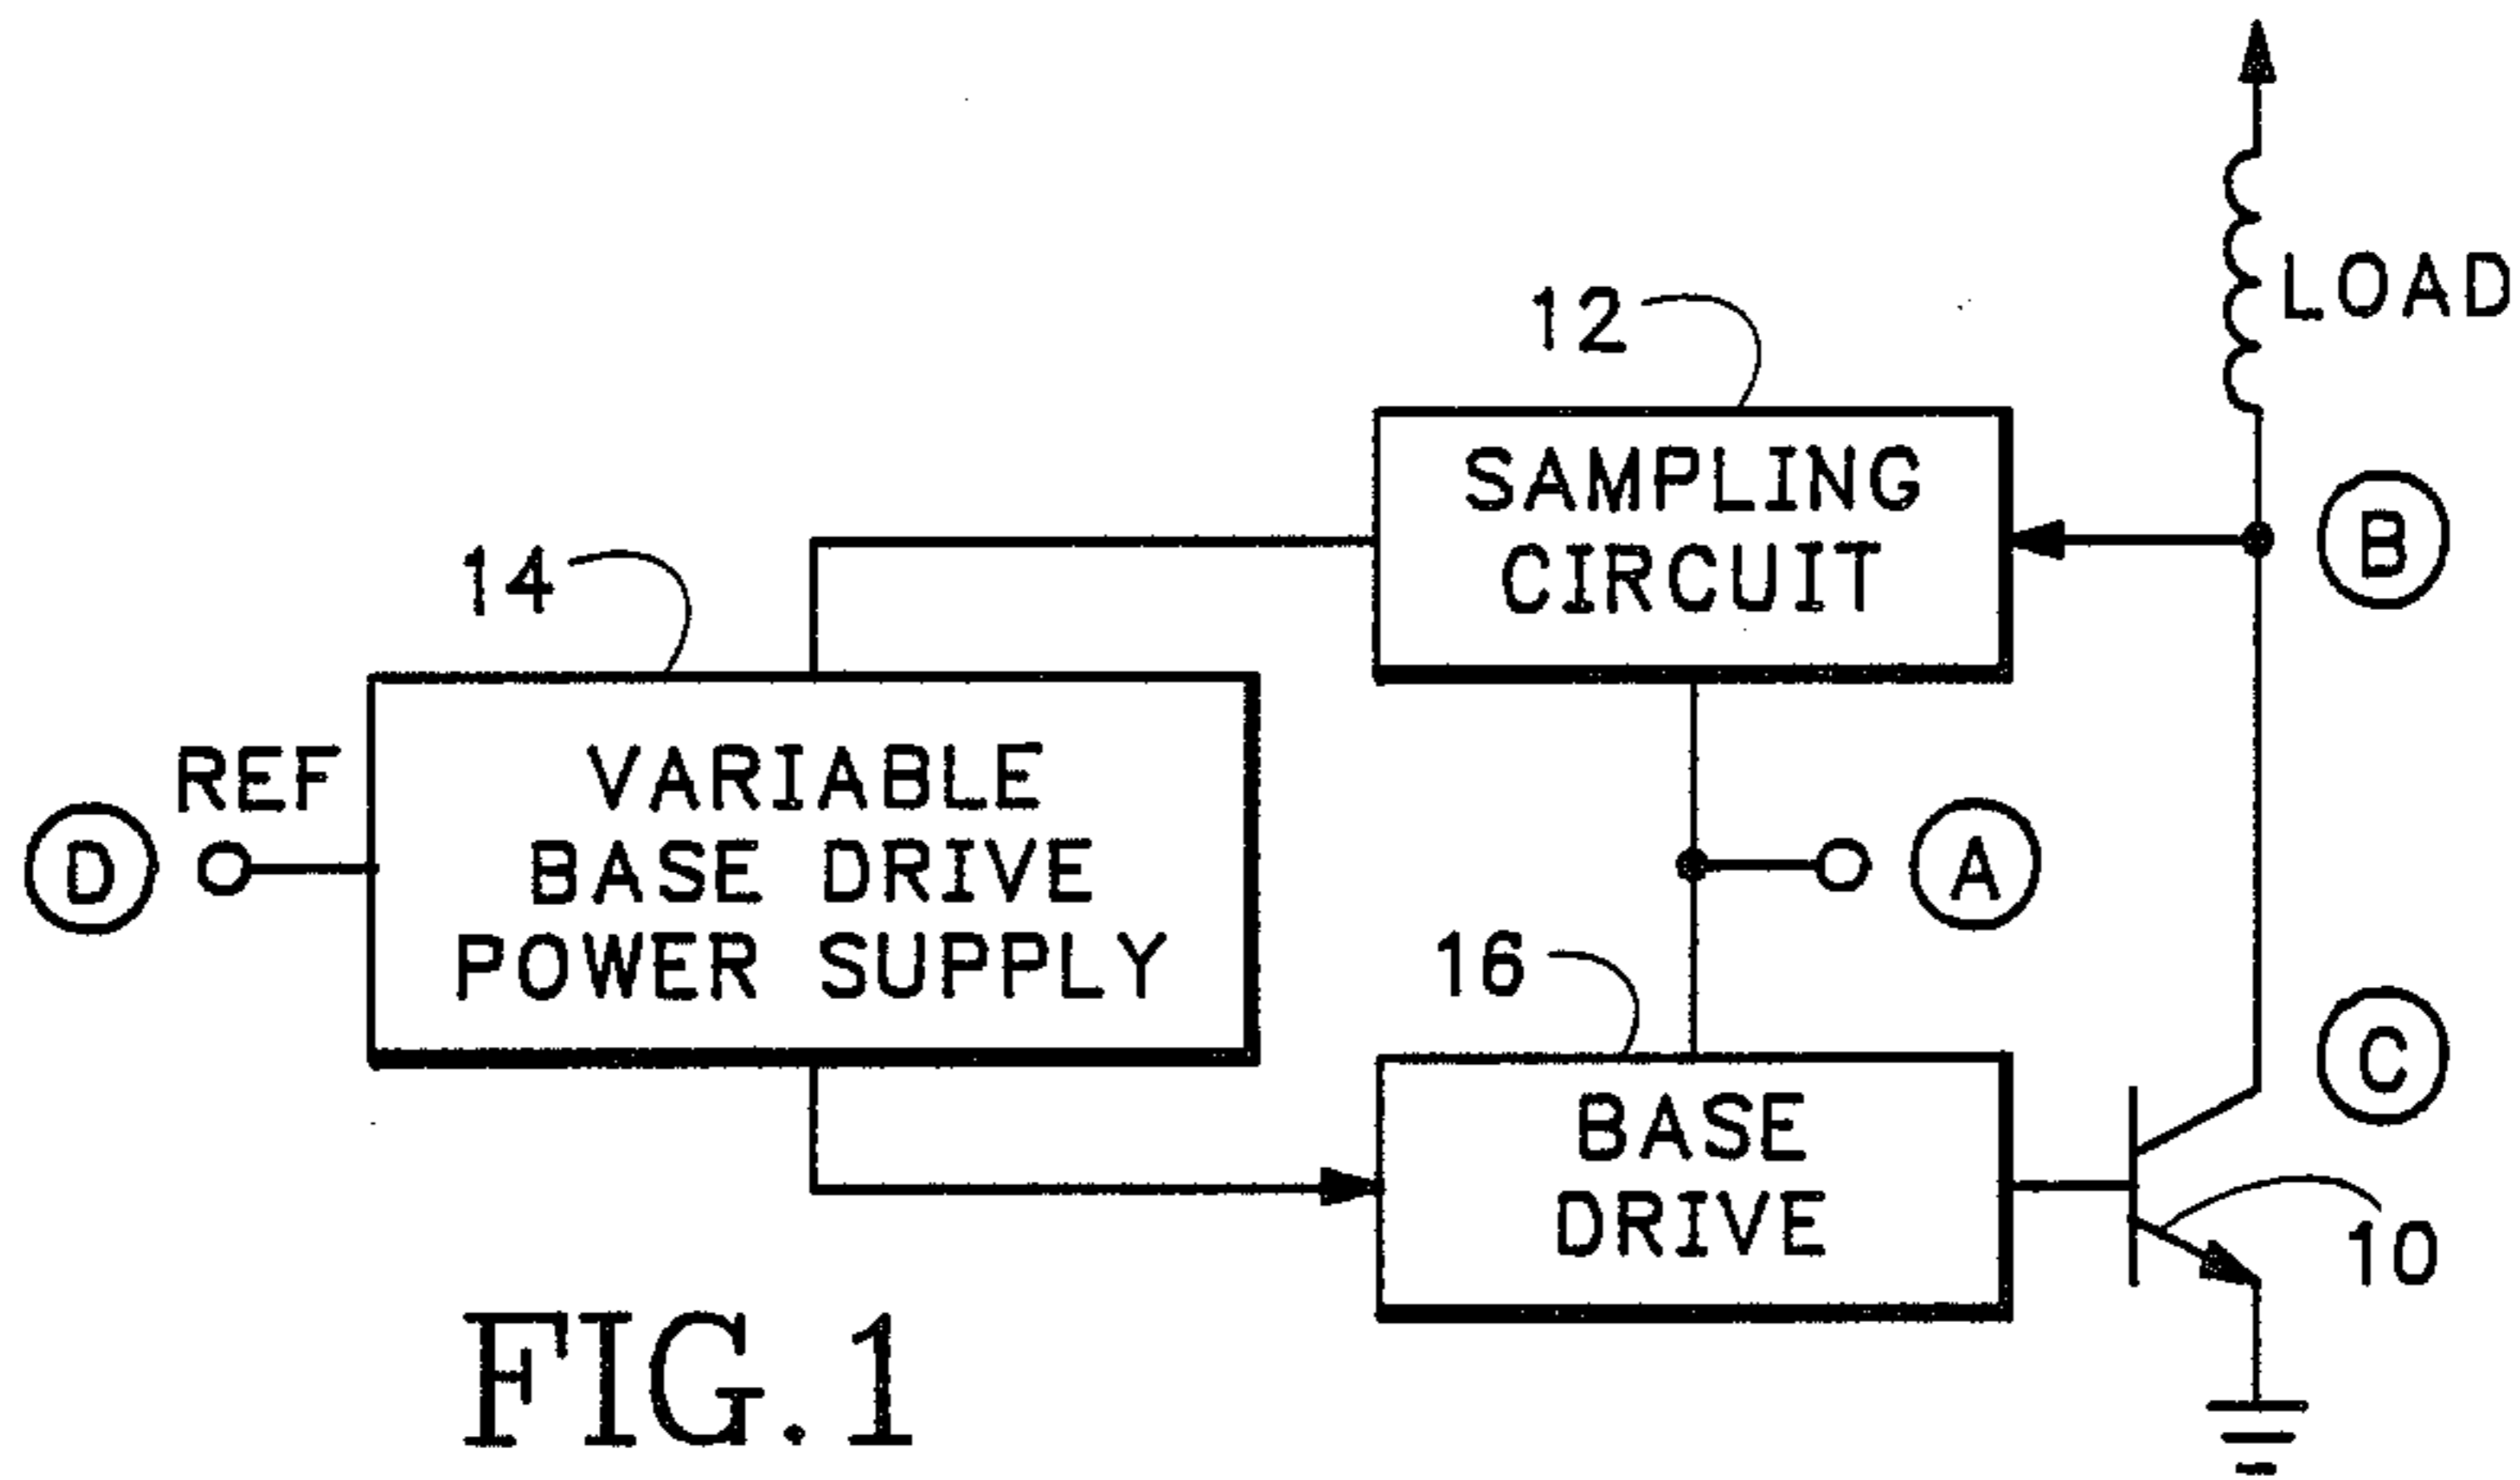 LOAD
12
SAMPLING
CIRCUIT
B
14
REF
D
VARIABLE
BASE DRIVE
POWER SUPPLY
A
16
C
BASE
DRIVE
10
FIG.1